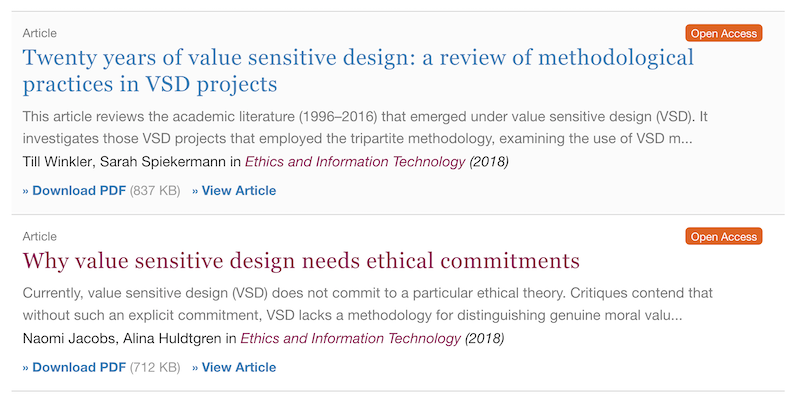 Article
Open Access
Twenty years of value sensitive design: a review of methodological
practices in VSD projects
This article reviews the academic literature (1996–2016) that emerged under value sensitive design (VSD). It
investigates those VSD projects that employed the tripartite methodology, examining the use of VSD m...
Till Winkler, Sarah Spiekermann in Ethics and Information Technology (2018)
» Download PDF (837 KB) » View Article
Article
Open Access
Why value sensitive design needs ethical commitments
Currently, value sensitive design (VSD) does not commit to a particular ethical theory. Critiques contend that
without such an explicit commitment, VSD lacks a methodology for distinguishing genuine moral valu...
Naomi Jacobs, Alina Huldtgren in Ethics and Information Technology (2018)
» Download PDF (712 KB) » View Article